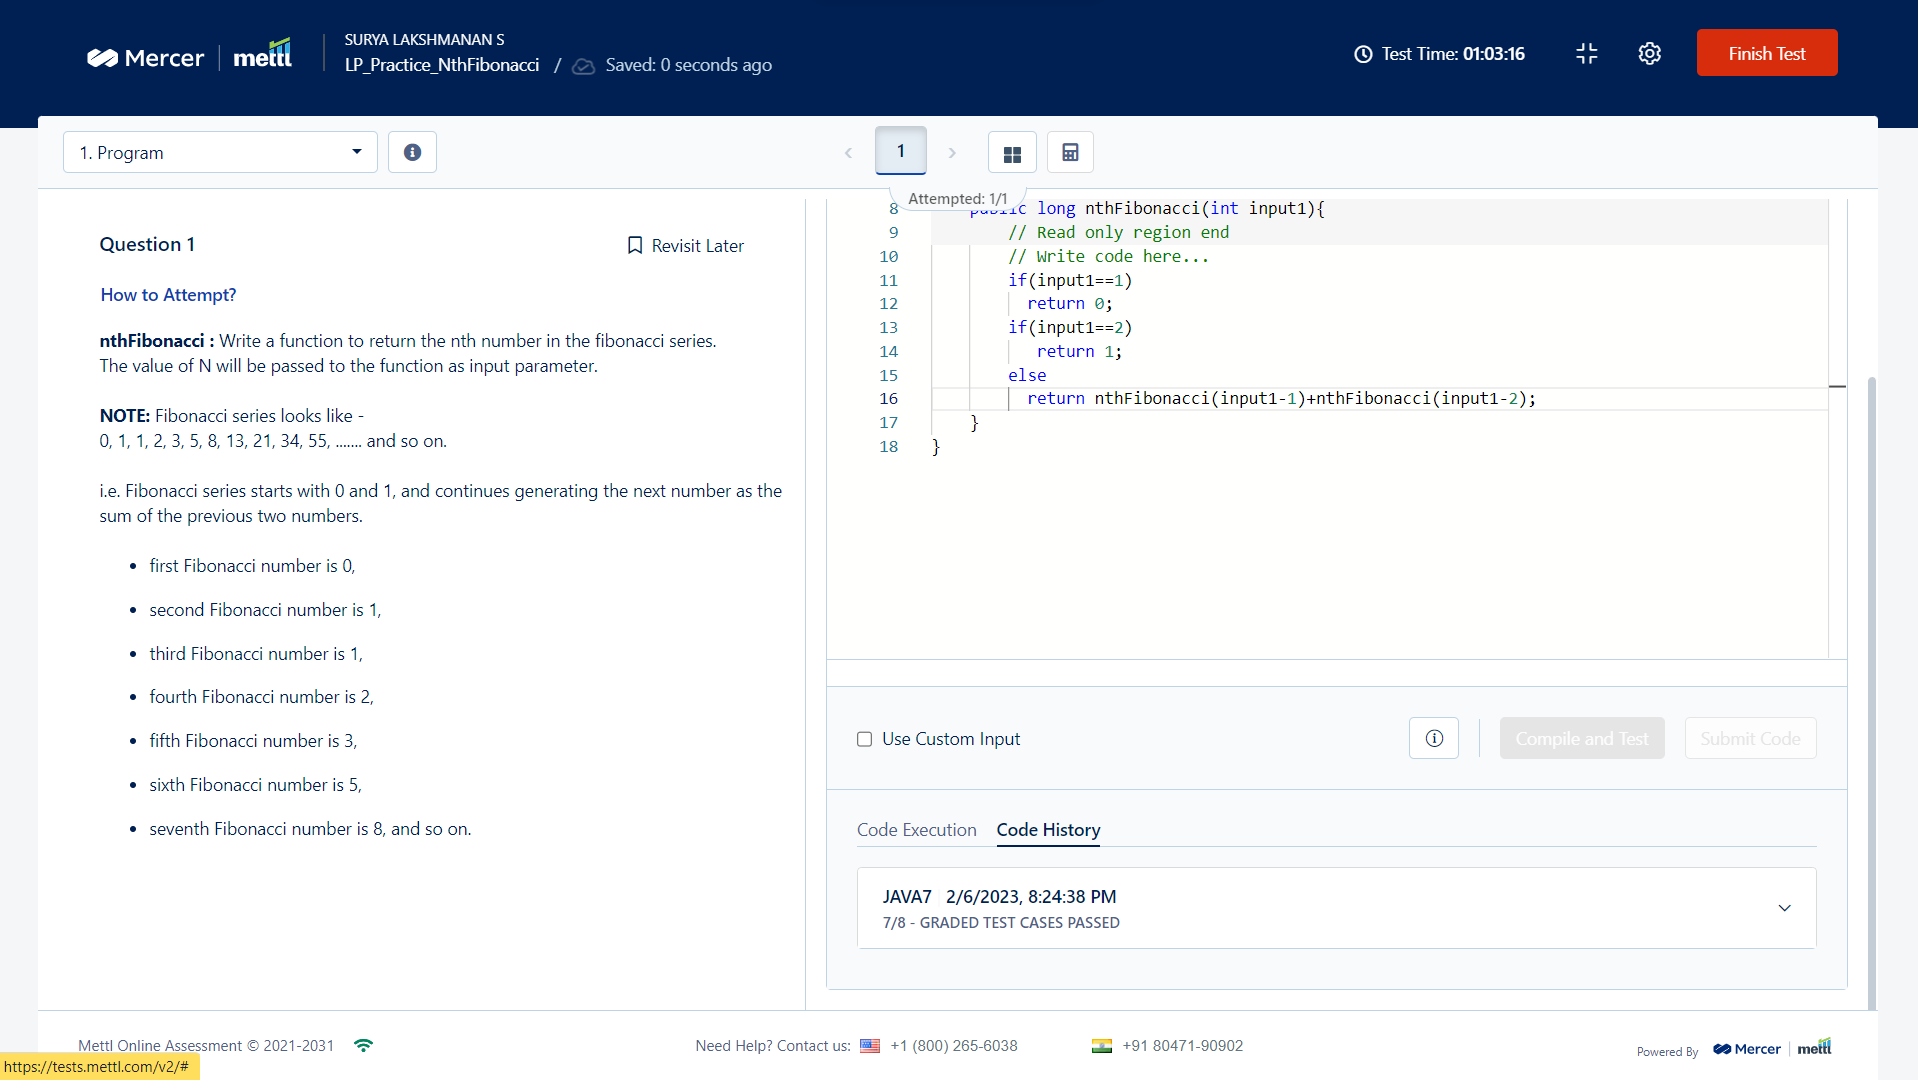 Mercer | mettl
SURYA LAKSHMANAN S
LP_Practice_NthFibonacci / Saved: 0 seconds ago
Test Time: 01:03:16
Finish Test
1. Program
1
Attempted: 1/1
Question 1
Revisit Later
How to Attempt?
nthFibonacci : Write a function to return the nth number in the fibonacci series.
The value of N will be passed to the function as input parameter.
NOTE: Fibonacci series looks like -
0, 1, 1, 2, 3, 5, 8, 13, 21, 34, 55, ....... and so on.
i.e. Fibonacci series starts with 0 and 1, and continues generating the next number as the
sum of the previous two numbers.
• first Fibonacci number is 0,
• second Fibonacci number is 1,
• third Fibonacci number is 1,
• fourth Fibonacci number is 2,
• fifth Fibonacci number is 3,
• sixth Fibonacci number is 5,
• seventh Fibonacci number is 8, and so on.
8 public long nthFibonacci(int input1){
9 // Read only region end
10 // Write code here...
11 if(input1==1)
12 return 0;
13 if(input1==2)
14 return 1;
15 else
16 return nthFibonacci(input1-1)+nthFibonacci(input1-2);
17 }
18 }
Use Custom Input
Compile and Test
Submit Code
Code Execution
Code History
JAVA7 2/6/2023, 8:24:38 PM
7/8 - GRADED TEST CASES PASSED
Mettl Online Assessment © 2021-2031
Need Help? Contact us: +1 (800) 265-6038
+91 80471-90902
Powered By Mercer | mettl
https://tests.mettl.com/v2/#